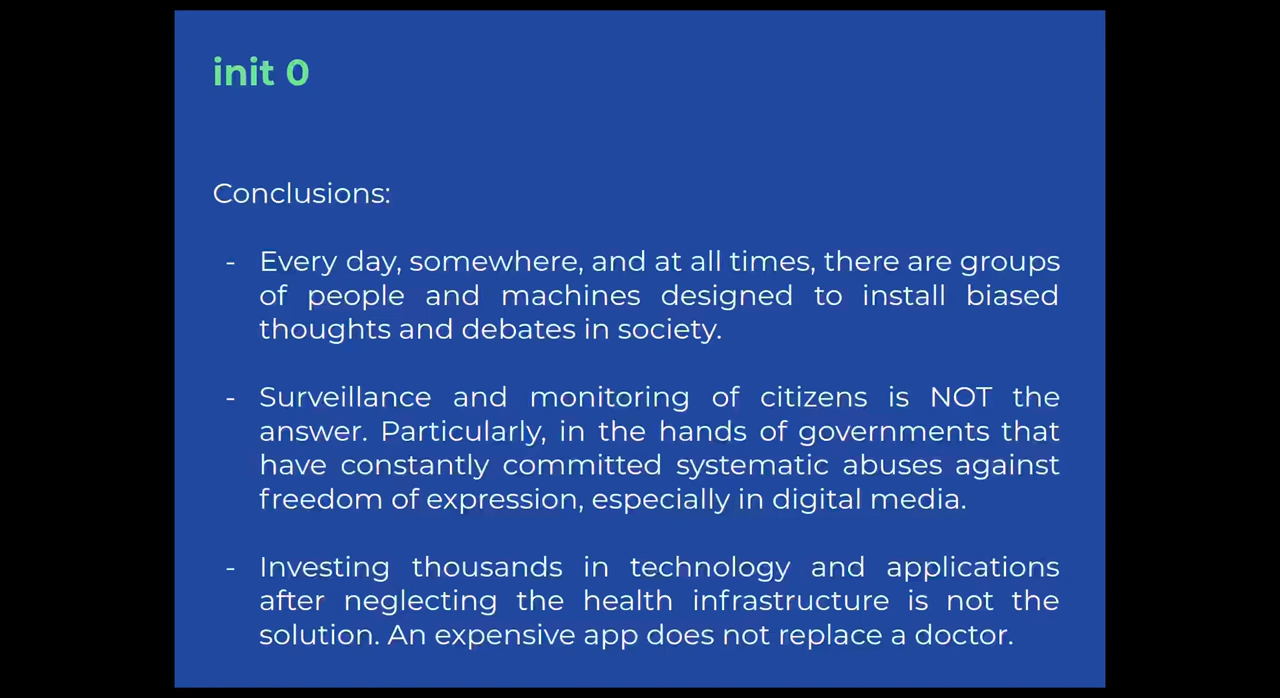 init 0
Conclusions:
- Every day, somewhere, and at all times, there are groups
of people and machines designed to install biased
thoughts and debates in society.
- Surveillance and monitoring of citizens is NOT the
answer. Particularly, in the hands of governments that
have constantly committed systematic abuses against
freedom of expression, especially in digital media.
- Investing thousands in technology and applications
after neglecting the health infrastructure is not the
solution. An expensive app does not replace a doctor.